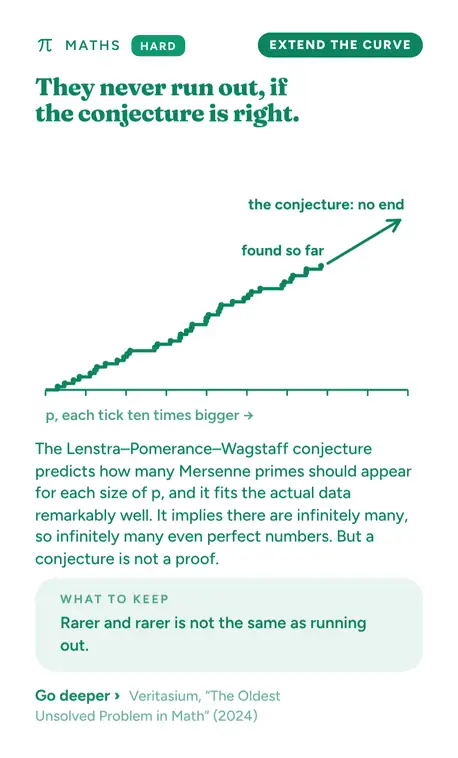 π MATHS HARD EXTEND THE CURVE
They never run out, if
the conjecture is right.
the conjecture: no end
found so far
p, each tick ten times bigger →
The Lenstra–Pomerance–Wagstaff conjecture
predicts how many Mersenne primes should appear
for each size of p, and it fits the actual data
remarkably well. It implies there are infinitely many,
so infinitely many even perfect numbers. But a
conjecture is not a proof.
WHAT TO KEEP
Rarer and rarer is not the same as running
out.
Go deeper › Veritasium, “The Oldest
Unsolved Problem in Math” (2024)